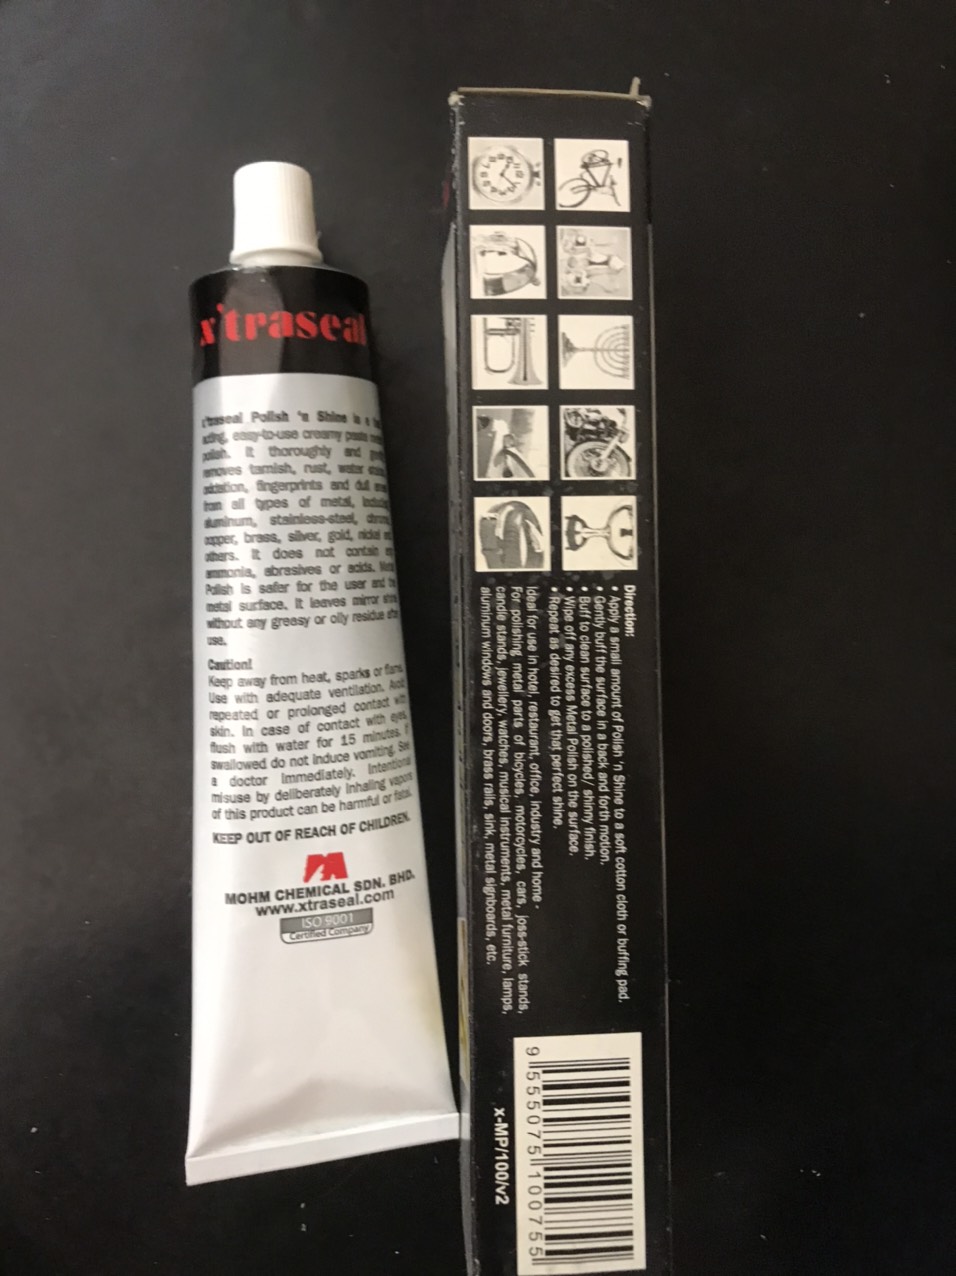 x'traseal
x'traseal Polish 'n Shine is a
acting, easy-to-use creamy paste
polish. It thoroughly and
removes tarnish, rust, water
oxidation, fingerprints and dull
from all types of metal,
aluminum, stainless-steel,
copper, brass, silver, gold, nickel
others. It does not contain
ammonia, abrasives or acids.
Polish is safer for the user and
metal surface. It leaves mirror
without any greasy or oily residue
use.
Caution!
Keep away from heat, sparks or flame.
Use with adequate ventilation. Avoid
repeated or prolonged contact with
skin. In case of contact with eyes,
flush with water for 15 minutes. If
swallowed do not induce vomiting. See
a doctor immediately. Intentional
misuse by deliberately inhaling vapors
of this product can be harmful or fatal.
KEEP OUT OF REACH OF CHILDREN.
MOHM CHEMICAL SDN. BHD.
www.xtraseal.com
ISO 9001
Certified Company
Direction:
• Apply a small amount of Polish 'n Shine to a soft cotton cloth or buffing pad.
• Gently buff the surface in a back and forth motion.
• Buff to clean surface to a polished/ shinny finish.
• Wipe off any excess Metal Polish on the surface.
• Repeat as desired to get that perfect shine.
Ideal for use in hotel, restaurant, office, industry and home -
For polishing metal parts of bicycles, motorcycles, cars, joss-stick stands,
candle stands, jewellery, watches, musical instruments, metal furniture, lamps,
aluminum windows and doors, brass rails, sink, metal signboards, etc.
9 555075 100755
x-MP/100/v2